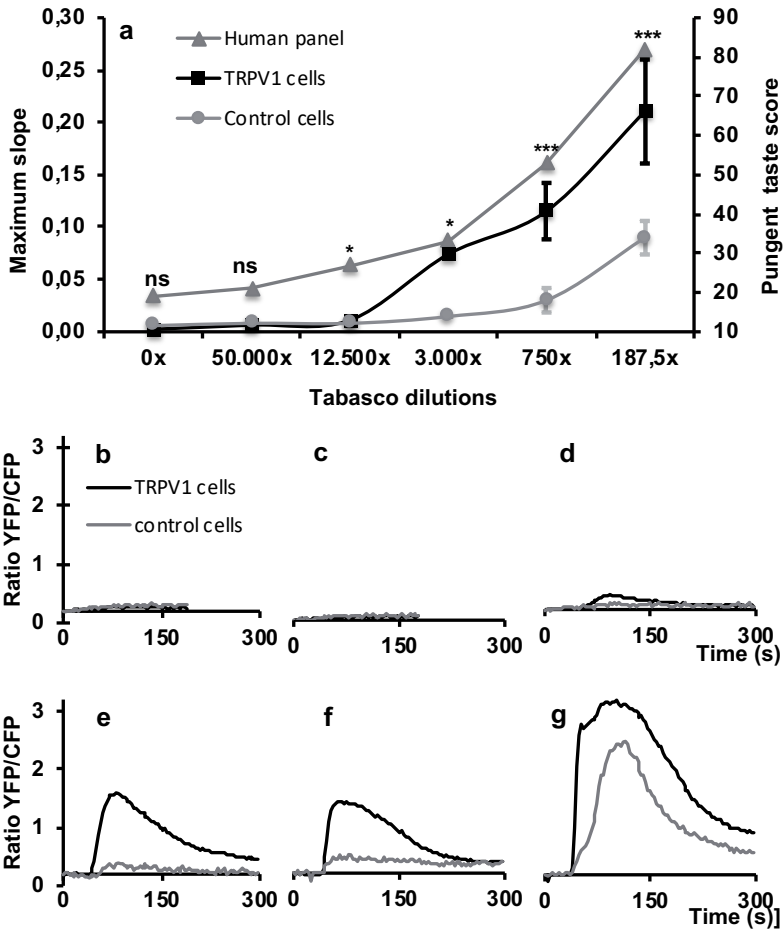 a
Human panel
TRPV1 cells
Control cells
0,30
0,25
0,20
0,15
0,10
0,05
0,00
Maximum slope
90
80
70
60
50
40
30
20
10
Pungent taste score
ns
ns
*
*
***
***
0x
50.000x
12.500x
3.000x
750x
187,5x
Tabasco dilutions
b
TRPV1 cells
control cells
Ratio YFP/CFP
3
2
1
0
0 150 300
c
0 150 300
d
0 150 300
Time (s)
e
Ratio YFP/CFP
3
2
1
0
0 150 300
f
0 150 300
g
0 150 300
Time (s)]